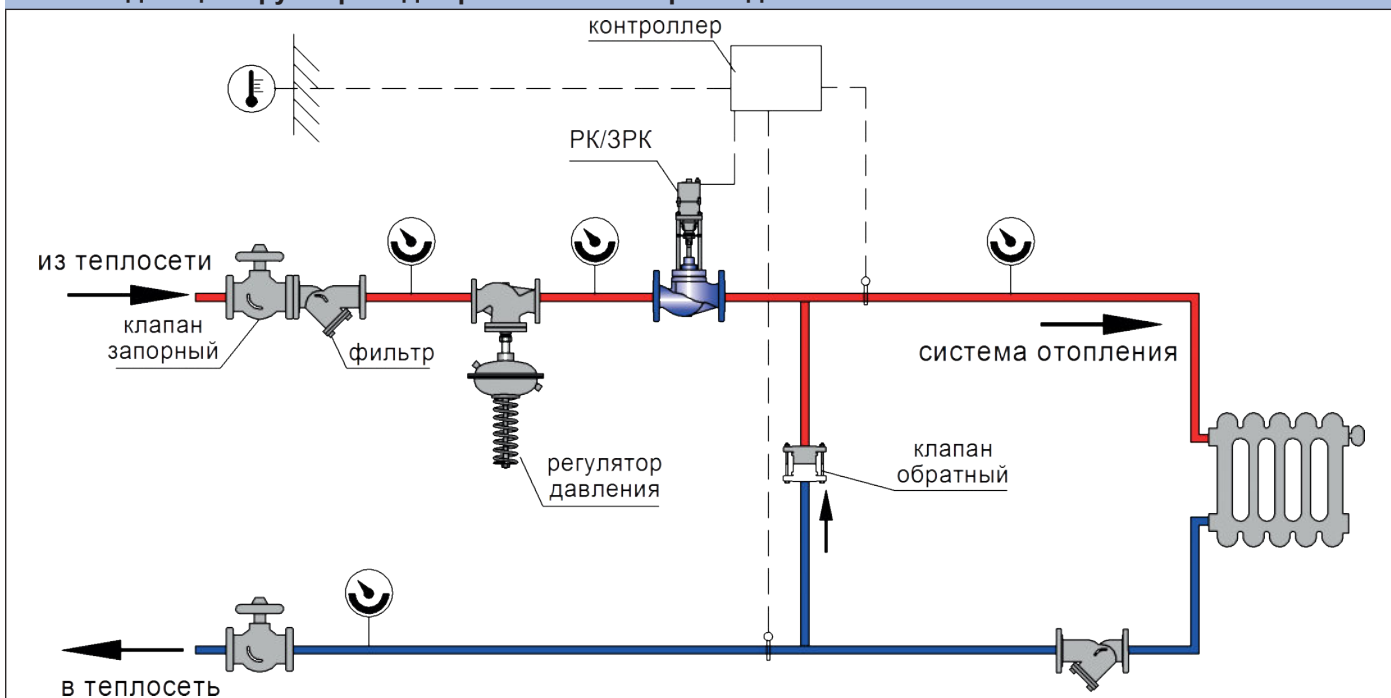 контроллер
РК/ЗРК
из теплосети
клапан
запорный
фильтр
система отопления
регулятор
давления
клапан
обратный
в теплосеть